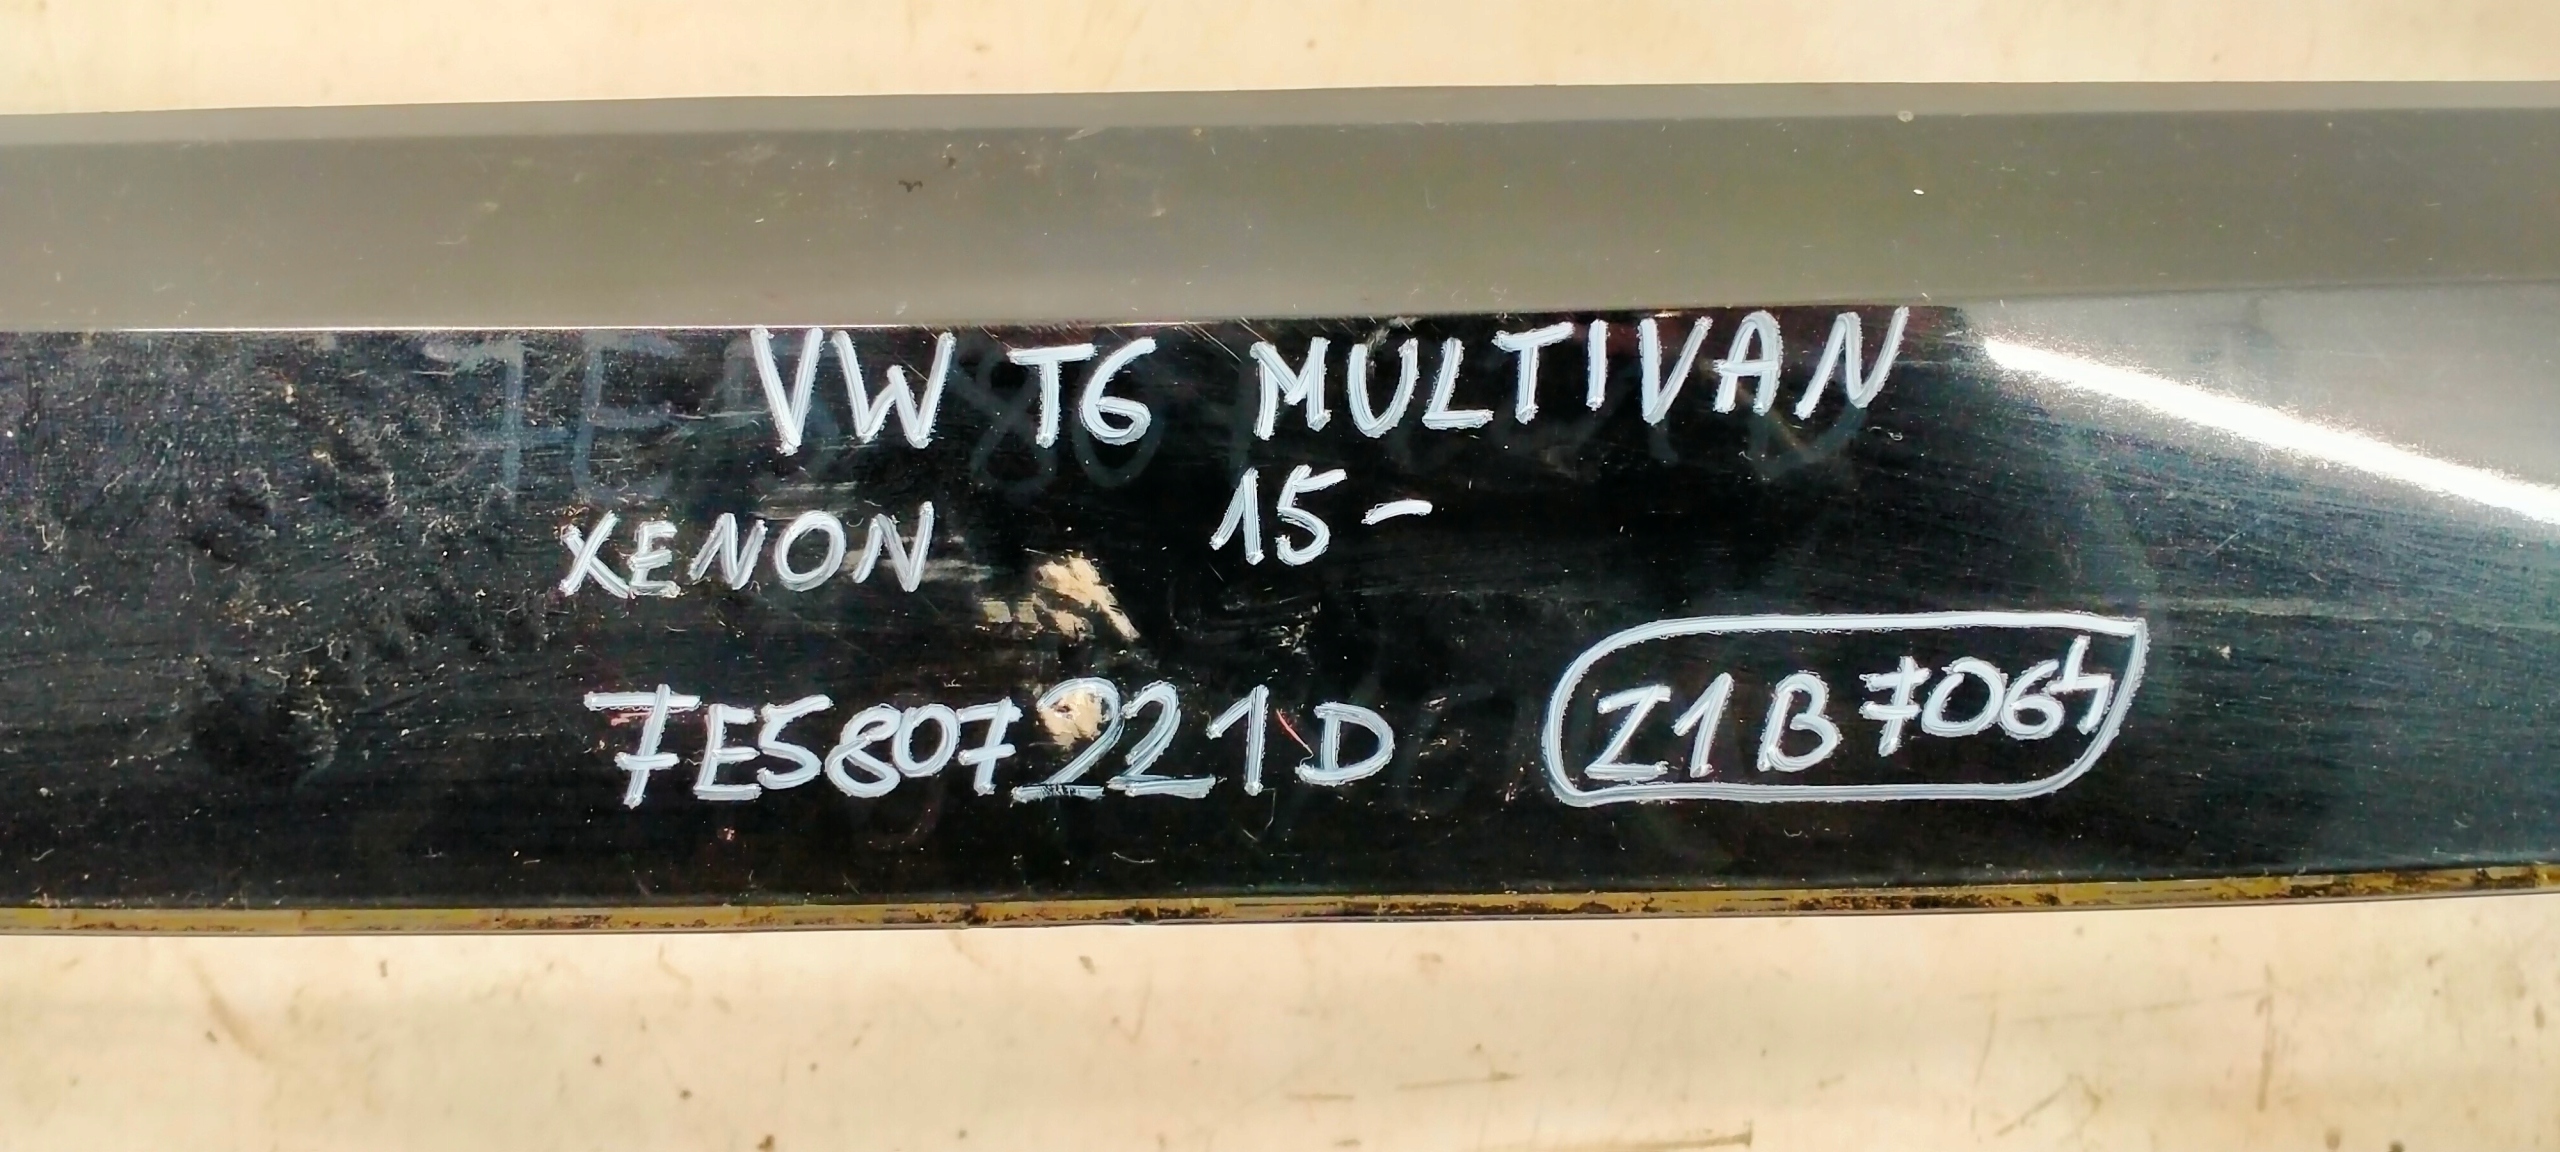 VW T6 MULTIVAN
XENON 15-
7E5807221D Z1B7064